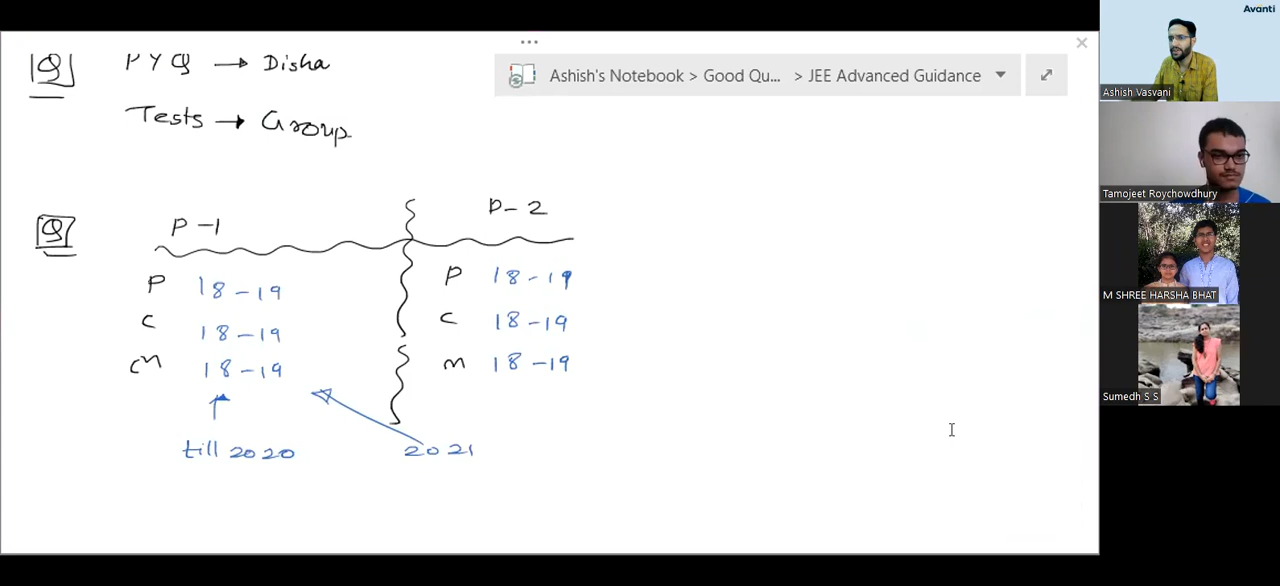 Avanti
Ashish's Notebook > Good Qu... > JEE Advanced Guidance
Q PYQ → Disha
Tests → Group
Ashish Vasvani
Tamojeet Roychowdhury
M SHREE HARSHA BHAT
Sumedh S S
Q P-1 P-2
P 18-19 P 18-19
C 18-19 C 18-19
M 18-19 M 18-19
till 2020 2021